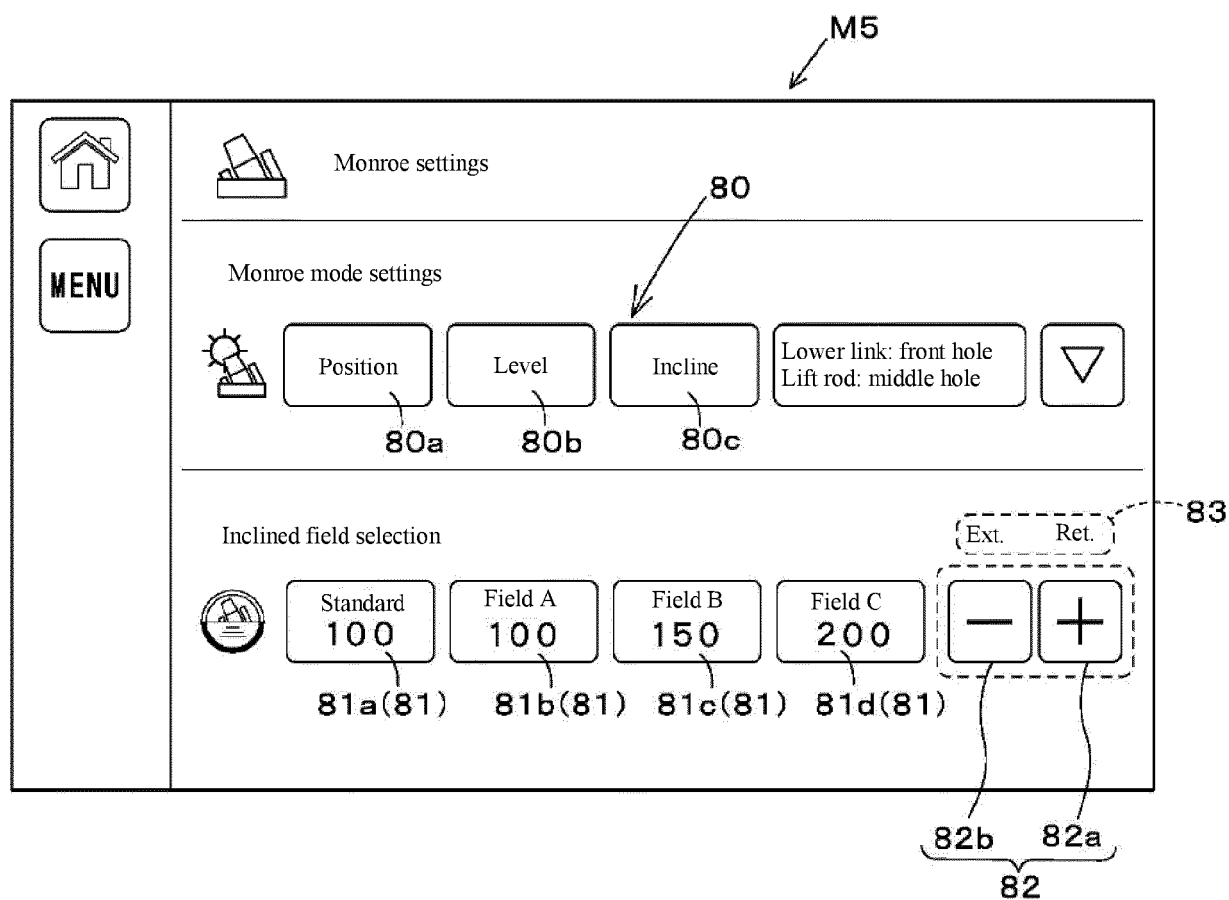 M5
Monroe settings
80
MENU
Monroe mode settings
Position
Level
Incline
Lower link: front hole
Lift rod: middle hole
80a
80b
80c
83
Ext.
Ret.
Inclined field selection
Standard
100
Field A
100
Field B
150
Field C
200
81a(81)
81b(81)
81c(81)
81d(81)
82b
82a
82